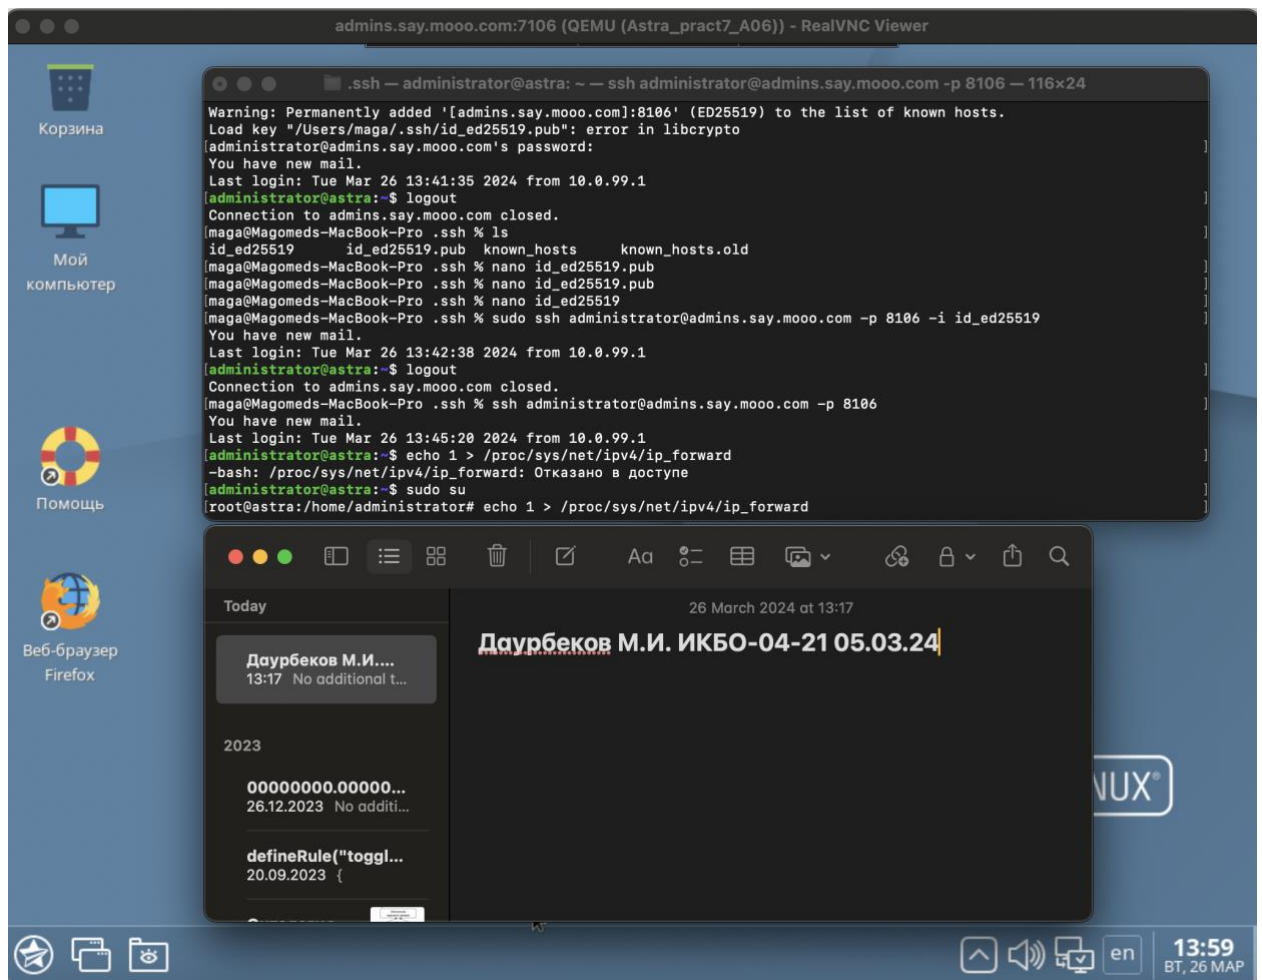 admins.say.mooo.com:7106 (QEMU (Astra_pract7_A06)) - RealVNC Viewer
Корзина
Мой
компьютер
Помощь
Веб-браузер
Firefox
.ssh — administrator@astra: ~ — ssh administrator@admins.say.mooo.com -p 8106 — 116×24
Warning: Permanently added '[admins.say.mooo.com]:8106' (ED25519) to the list of known hosts.
Load key "/Users/maga/.ssh/id_ed25519.pub": error in libcrypto
[administrator@admins.say.mooo.com's password: ]
You have new mail.
Last login: Tue Mar 26 13:41:35 2024 from 10.0.99.1
[administrator@astra:~$ logout ]
Connection to admins.say.mooo.com closed.
[maga@Magomeds-MacBook-Pro .ssh % ls ]
id_ed25519 id_ed25519.pub known_hosts known_hosts.old
[maga@Magomeds-MacBook-Pro .ssh % nano id_ed25519.pub ]
[maga@Magomeds-MacBook-Pro .ssh % nano id_ed25519.pub ]
[maga@Magomeds-MacBook-Pro .ssh % nano id_ed25519 ]
[maga@Magomeds-MacBook-Pro .ssh % sudo ssh administrator@admins.say.mooo.com -p 8106 -i id_ed25519 ]
You have new mail.
Last login: Tue Mar 26 13:42:38 2024 from 10.0.99.1
[administrator@astra:~$ logout ]
Connection to admins.say.mooo.com closed.
[maga@Magomeds-MacBook-Pro .ssh % ssh administrator@admins.say.mooo.com -p 8106 ]
You have new mail.
Last login: Tue Mar 26 13:45:20 2024 from 10.0.99.1
[administrator@astra:~$ echo 1 > /proc/sys/net/ipv4/ip_forward ]
-bash: /proc/sys/net/ipv4/ip_forward: Отказано в доступе
[administrator@astra:~$ sudo su ]
[root@astra:/home/administrator# echo 1 > /proc/sys/net/ipv4/ip_forward ]
Aa
Today
Даурбеков М.И....
13:17 No additional t...
2023
00000000.00000...
26.12.2023 No additi...
defineRule("toggl...
20.09.2023 {
26 March 2024 at 13:17
Даурбеков М.И. ИКБО-04-21 05.03.24
NUX®
en
13:59
ВТ, 26 МАР